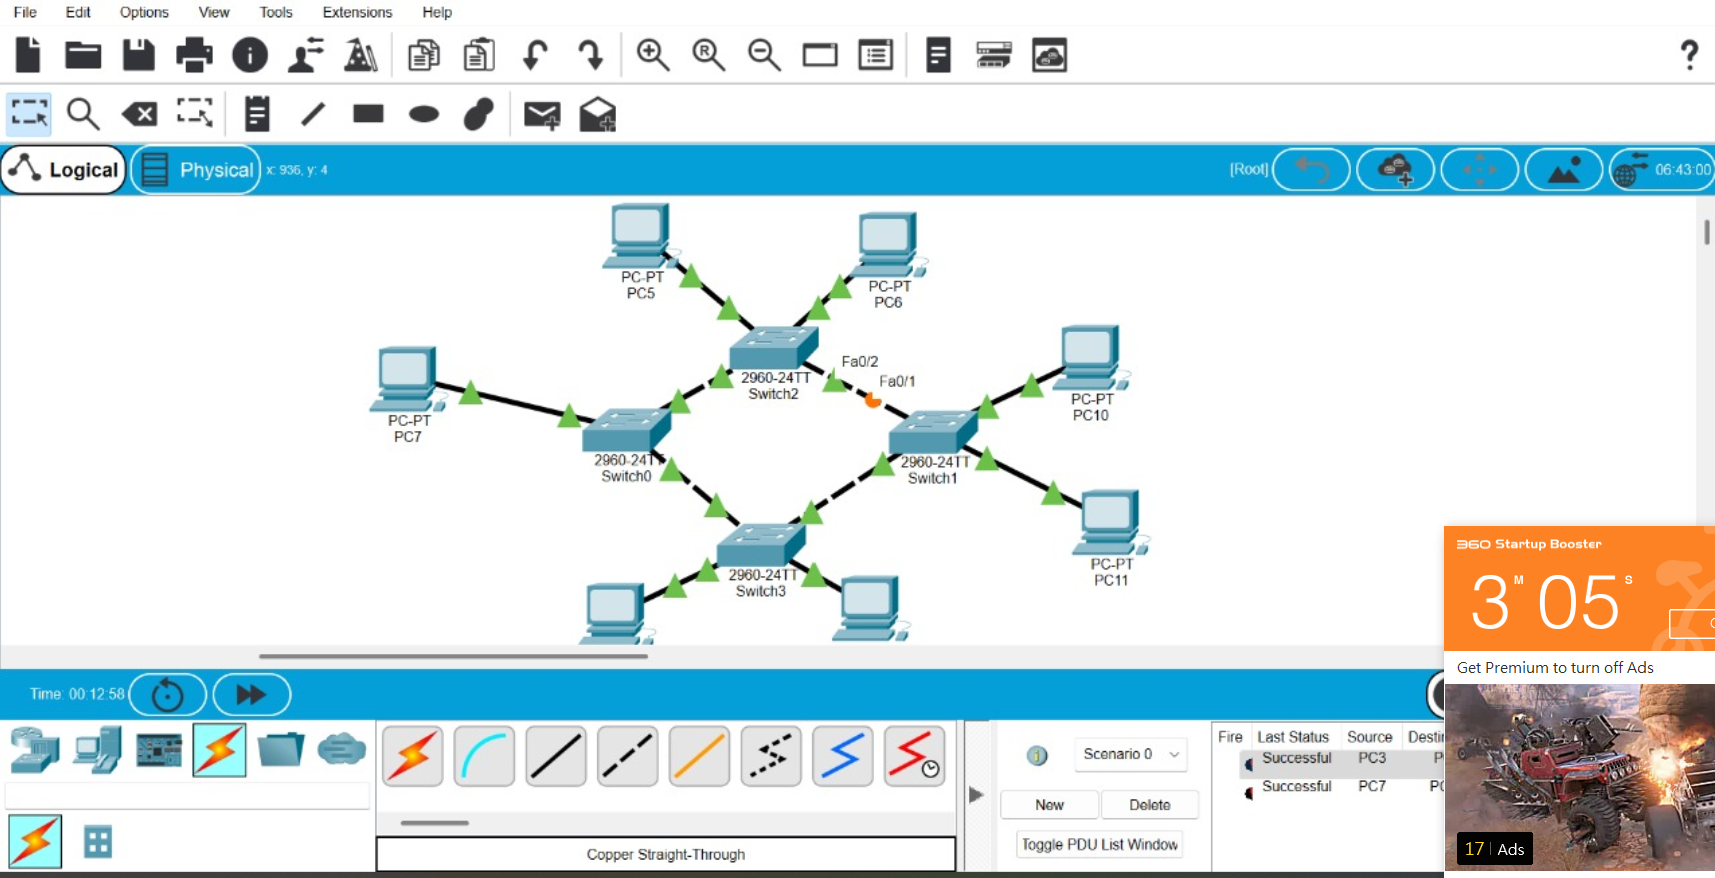 File Edit Options View Tools Extensions Help
Logical Physical x: 936, y: 4 [Root] 06:43:00
PC-PT
PC5
PC-PT
PC6
Fa0/2
Fa0/1
2960-24TT
Switch2
PC-PT
PC10
PC-PT
PC7
2960-24TT
Switch0
2960-24TT
Switch1
2960-24TT
Switch3
PC-PT
PC11
360 Startup Booster
3 M 05 S
Get Premium to turn off Ads
Time: 00:12:58
Scenario 0
New Delete
Toggle PDU List Window
Fire Last Status Source Destin
Successful PC3 P
Successful PC7 PC
Copper Straight-Through
17 | Ads